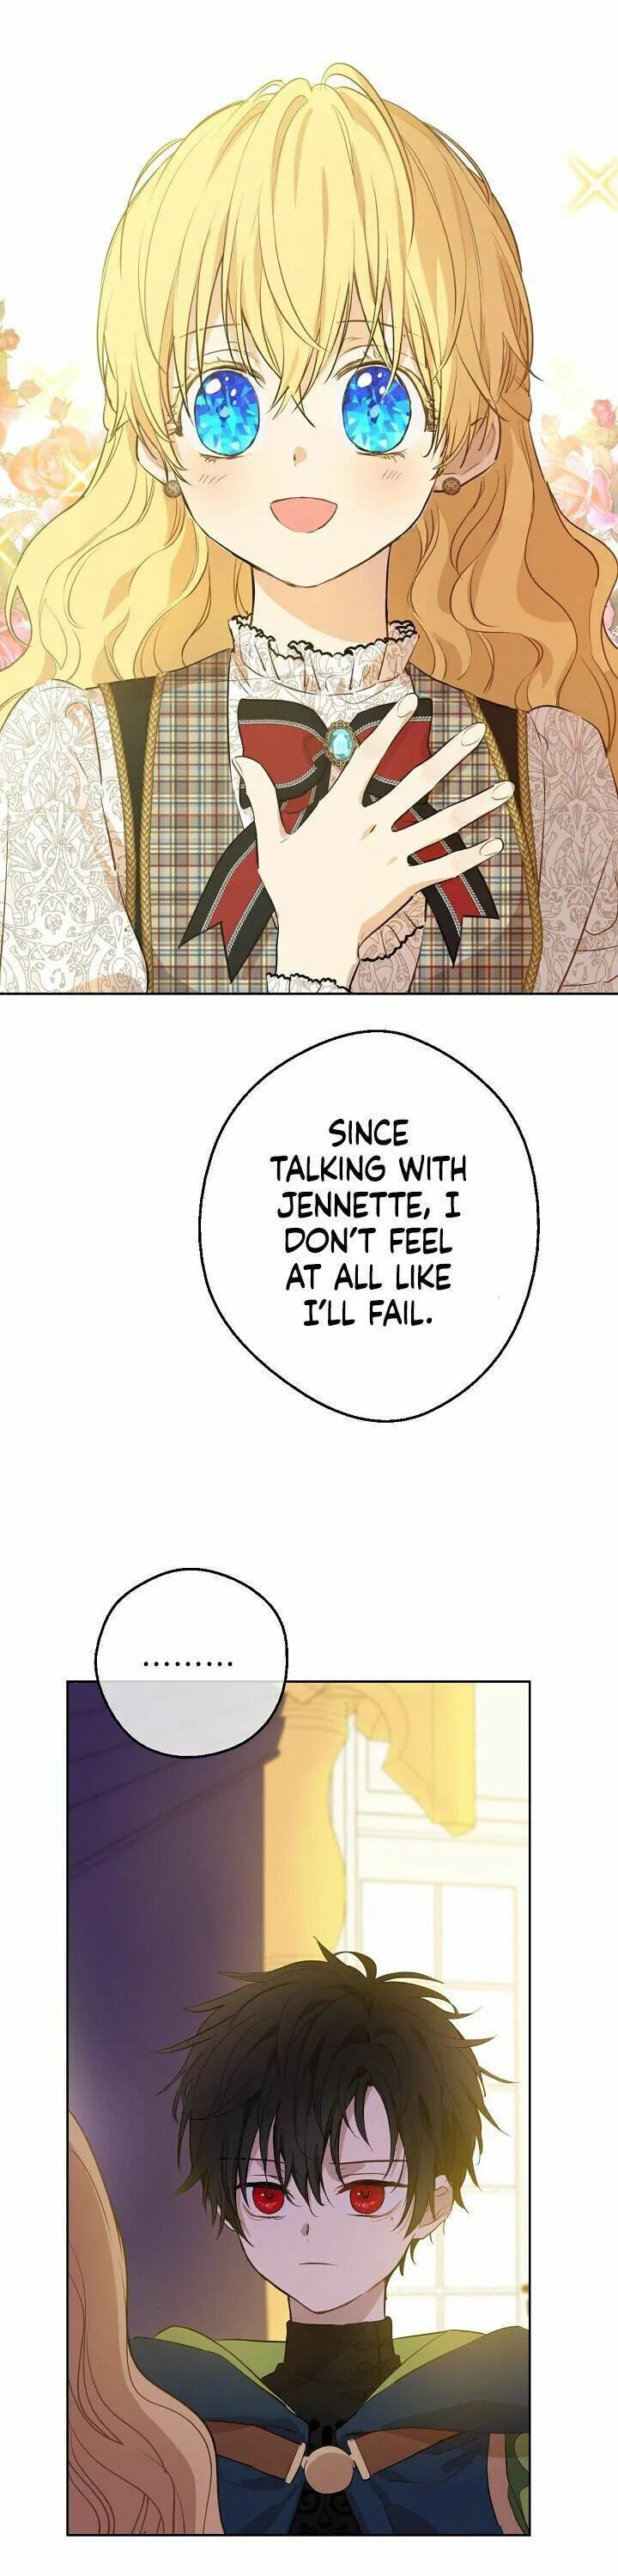 SINCE
TALKING WITH
JENNETTE, I
DON'T FEEL
AT ALL LIKE
I'LL FAIL.
.........